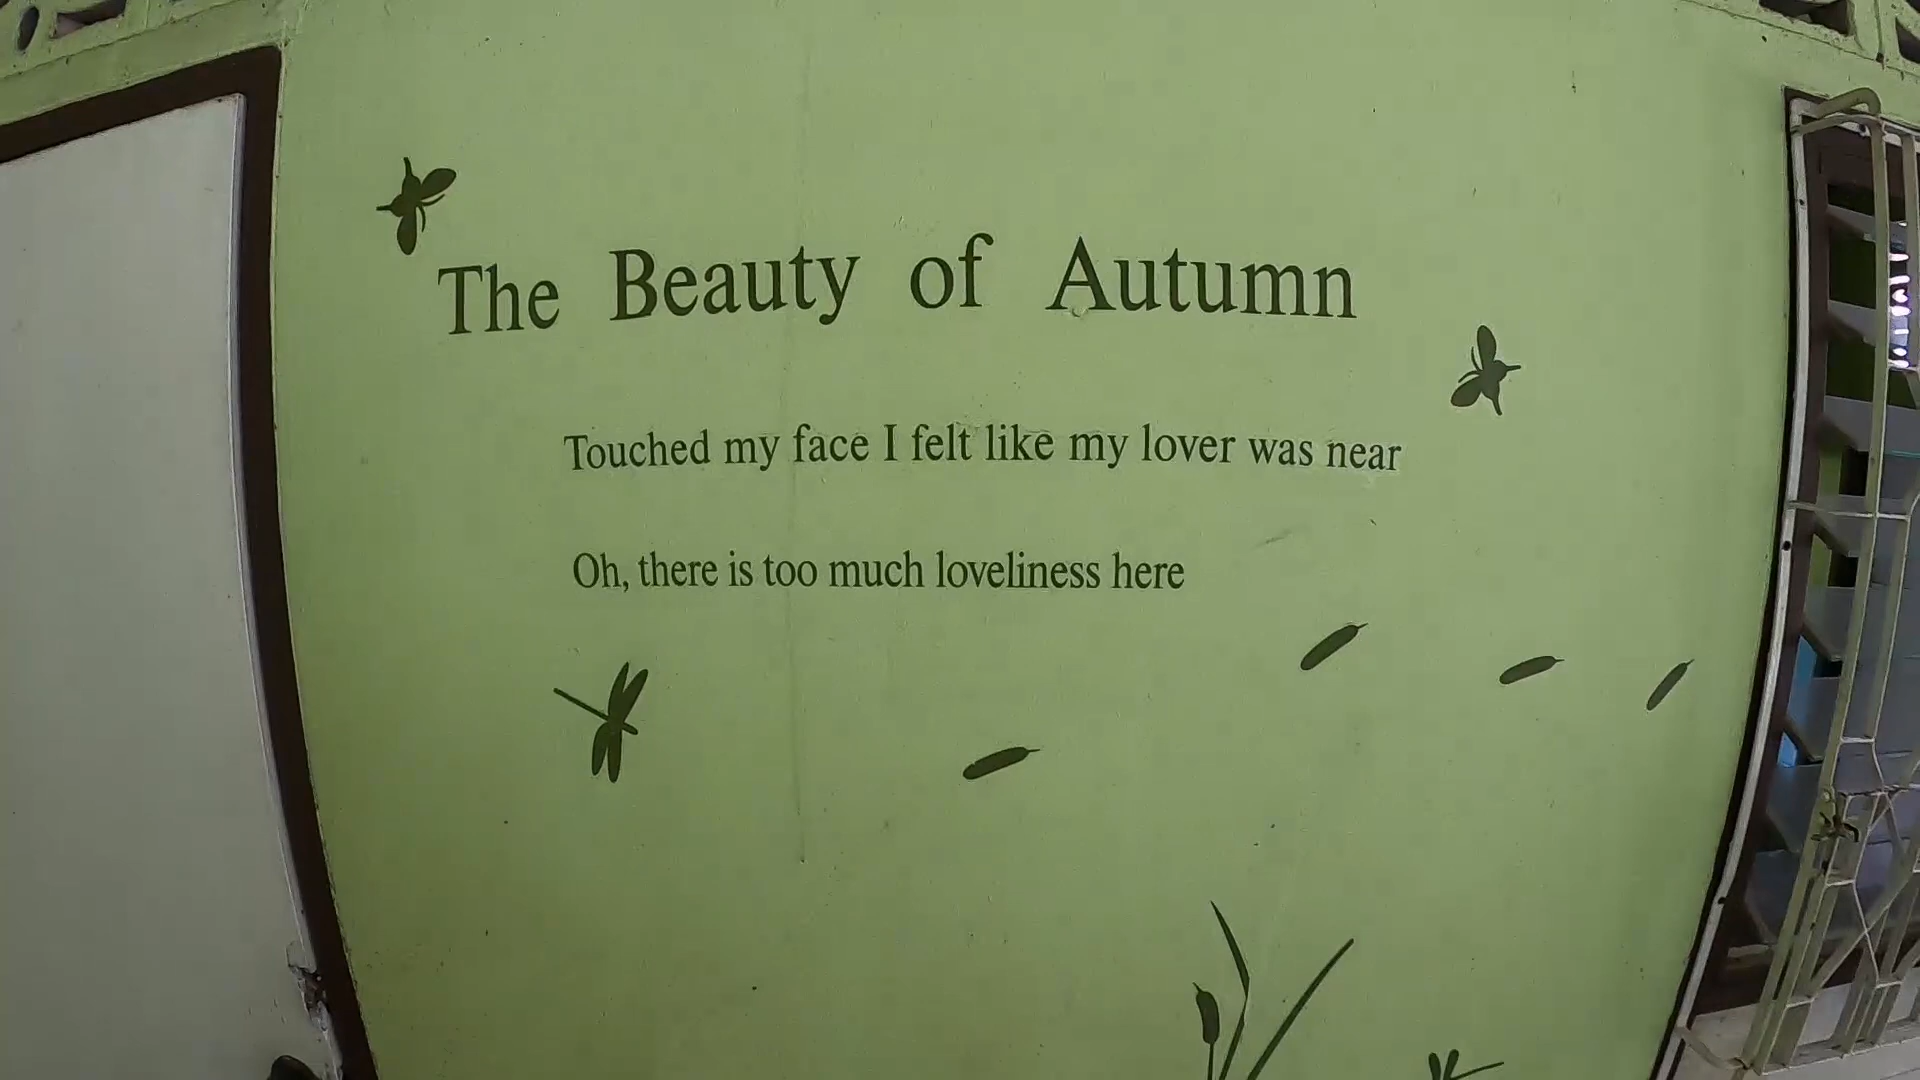 The Beauty of Autumn
Touched my face I felt like my lover was near
Oh, there is too much loveliness here